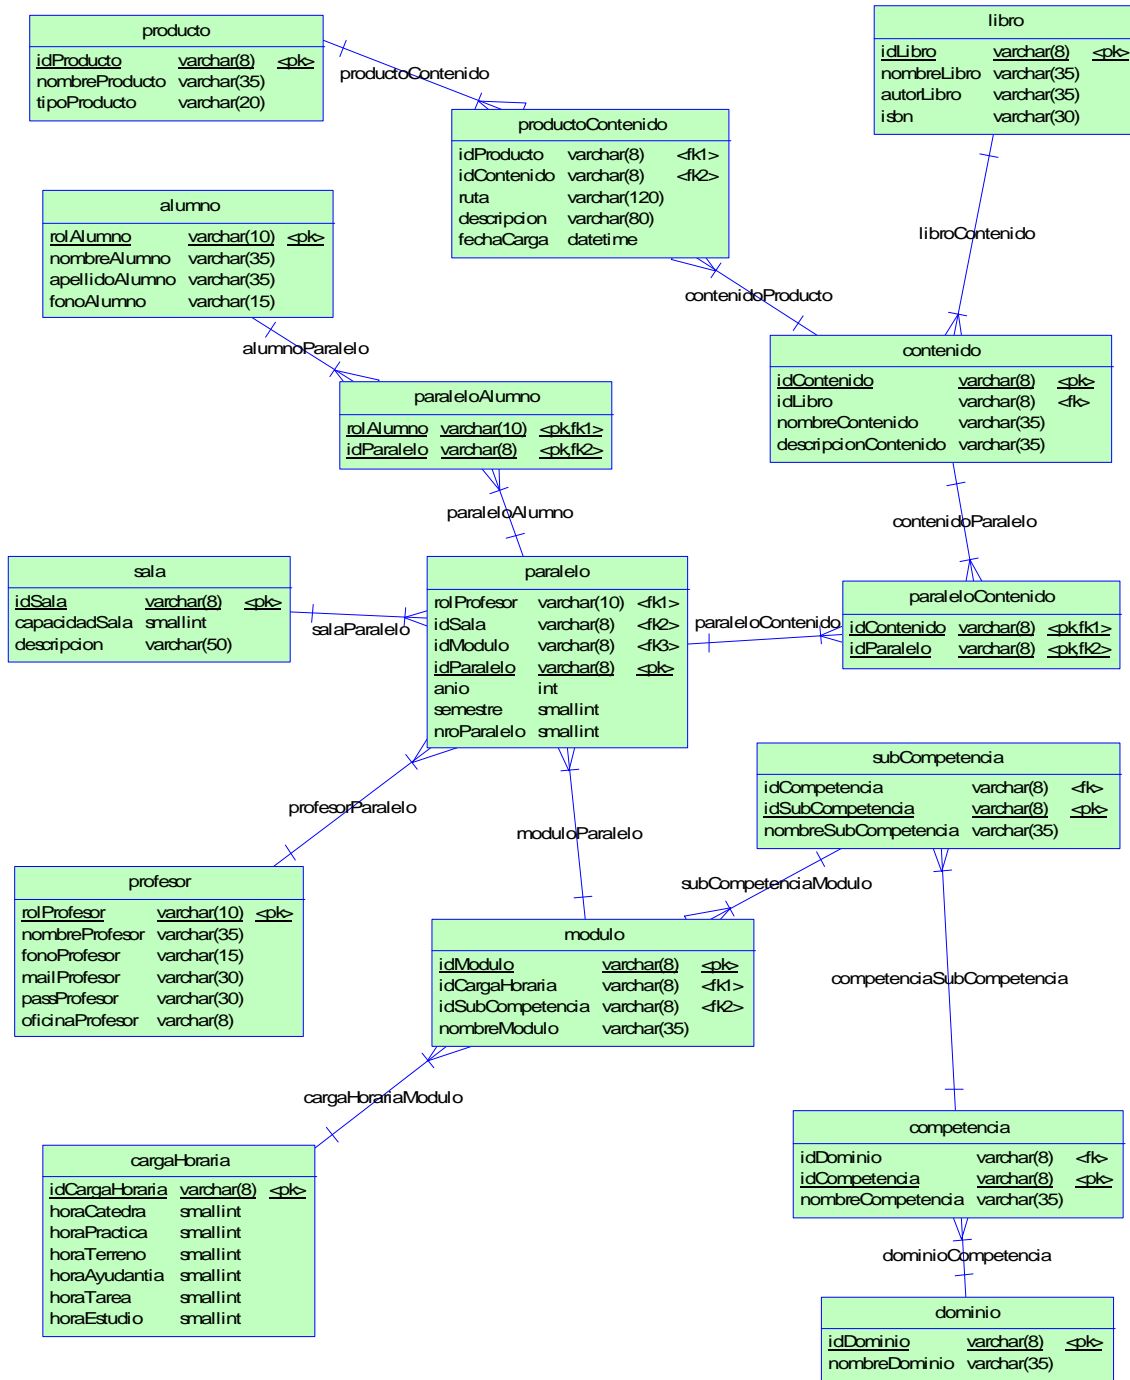 producto
idProducto varchar(8) <pk>
nombreProducto varchar(35)
tipoProducto varchar(20)
productoContenido
libro
idLibro varchar(8) <pk>
nombreLibro varchar(35)
autorLibro varchar(35)
isbn varchar(30)
productoContenido
idProducto varchar(8) <fk1>
idContenido varchar(8) <fk2>
ruta varchar(120)
descripcion varchar(80)
fechaCarga datetime
alumno
rolAlumno varchar(10) <pk>
nombreAlumno varchar(35)
apellidoAlumno varchar(35)
fonoAlumno varchar(15)
libroContenido
contenidoProducto
alumnoParalelo
contenido
idContenido varchar(8) <pk>
idLibro varchar(8) <fk>
nombreContenido varchar(35)
descripcionContenido varchar(35)
paraleloAlumno
rolAlumno varchar(10) <pk,fk1>
idParalelo varchar(8) <pk,fk2>
paraleloAlumno
contenidoParalelo
sala
idSala varchar(8) <pk>
capacidadSala smallint
descripcion varchar(50)
salaParalelo
paralelo
rolProfesor varchar(10) <fk1>
idSala varchar(8) <fk2>
idModulo varchar(8) <fk3>
idParalelo varchar(8) <pk>
anio int
semestre smallint
nroParalelo smallint
paraleloContenido
paraleloContenido
idContenido varchar(8) <pk,fk1>
idParalelo varchar(8) <pk,fk2>
profesorParalelo
moduloParalelo
subCompetencia
idCompetencia varchar(8) <fk>
idSubCompetencia varchar(8) <pk>
nombreSubCompetencia varchar(35)
subCompetenciaModulo
profesor
rolProfesor varchar(10) <pk>
nombreProfesor varchar(35)
fonoProfesor varchar(15)
mailProfesor varchar(30)
passProfesor varchar(30)
oficinaProfesor varchar(8)
modulo
idModulo varchar(8) <pk>
idCargaHoraria varchar(8) <fk1>
idSubCompetencia varchar(8) <fk2>
nombreModulo varchar(35)
competenciaSubCompetencia
cargaHorariaModulo
cargaHoraria
idCargaHoraria varchar(8) <pk>
horaCatedra smallint
horaPractica smallint
horaTerreno smallint
horaAyudantia smallint
horaTarea smallint
horaEstudio smallint
competencia
idDominio varchar(8) <fk>
idCompetencia varchar(8) <pk>
nombreCompetencia varchar(35)
dominioCompetencia
dominio
idDominio varchar(8) <pk>
nombreDominio varchar(35)